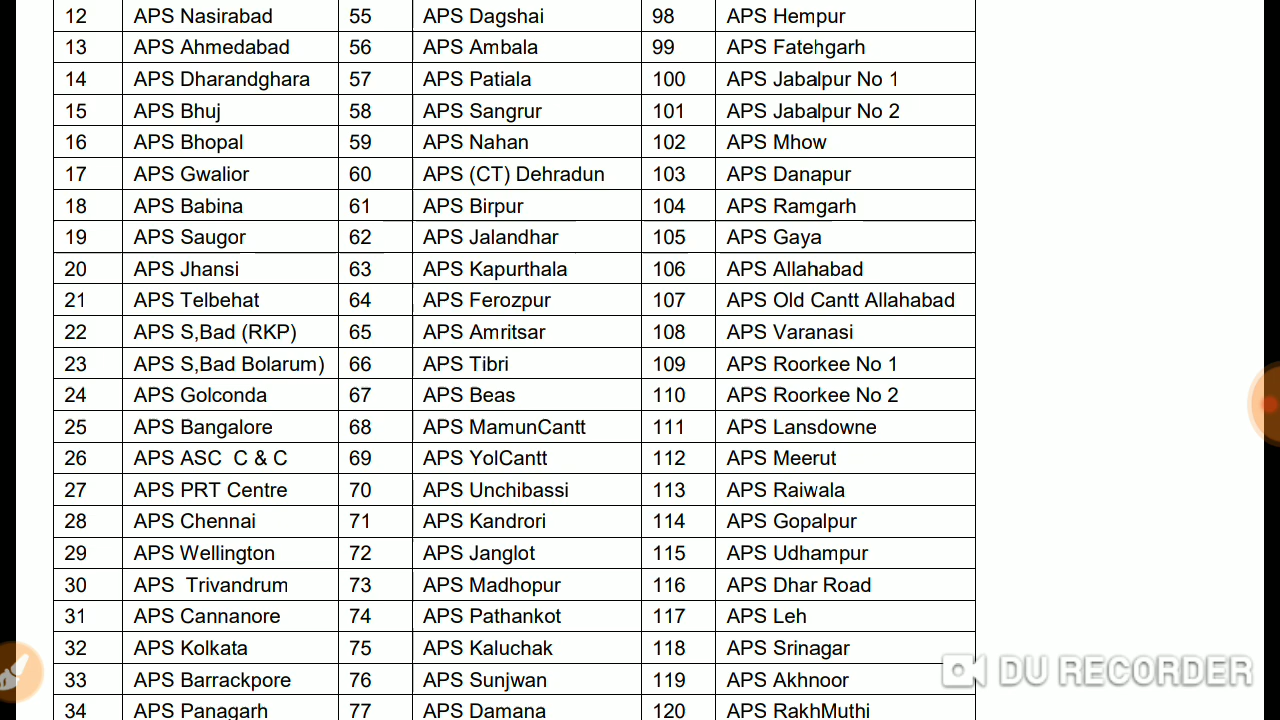 12 APS Nasirabad 55 APS Dagshai 98 APS Hempur
13 APS Ahmedabad 56 APS Ambala 99 APS Fatehgarh
14 APS Dharandghara 57 APS Patiala 100 APS Jabalpur No 1
15 APS Bhuj 58 APS Sangrur 101 APS Jabalpur No 2
16 APS Bhopal 59 APS Nahan 102 APS Mhow
17 APS Gwalior 60 APS (CT) Dehradun 103 APS Danapur
18 APS Babina 61 APS Birpur 104 APS Ramgarh
19 APS Saugor 62 APS Jalandhar 105 APS Gaya
20 APS Jhansi 63 APS Kapurthala 106 APS Allahabad
21 APS Telbehat 64 APS Ferozpur 107 APS Old Cantt Allahabad
22 APS S,Bad (RKP) 65 APS Amritsar 108 APS Varanasi
23 APS S,Bad Bolarum) 66 APS Tibri 109 APS Roorkee No 1
24 APS Golconda 67 APS Beas 110 APS Roorkee No 2
25 APS Bangalore 68 APS MamunCantt 111 APS Lansdowne
26 APS ASC C & C 69 APS YolCantt 112 APS Meerut
27 APS PRT Centre 70 APS Unchibassi 113 APS Raiwala
28 APS Chennai 71 APS Kandrori 114 APS Gopalpur
29 APS Wellington 72 APS Janglot 115 APS Udhampur
30 APS Trivandrum 73 APS Madhopur 116 APS Dhar Road
31 APS Cannanore 74 APS Pathankot 117 APS Leh
32 APS Kolkata 75 APS Kaluchak 118 APS Srinagar
33 APS Barrackpore 76 APS Sunjwan 119 APS Akhnoor
34 APS Panagarh 77 APS Damana 120 APS RakhMuthi
DU RECORDER